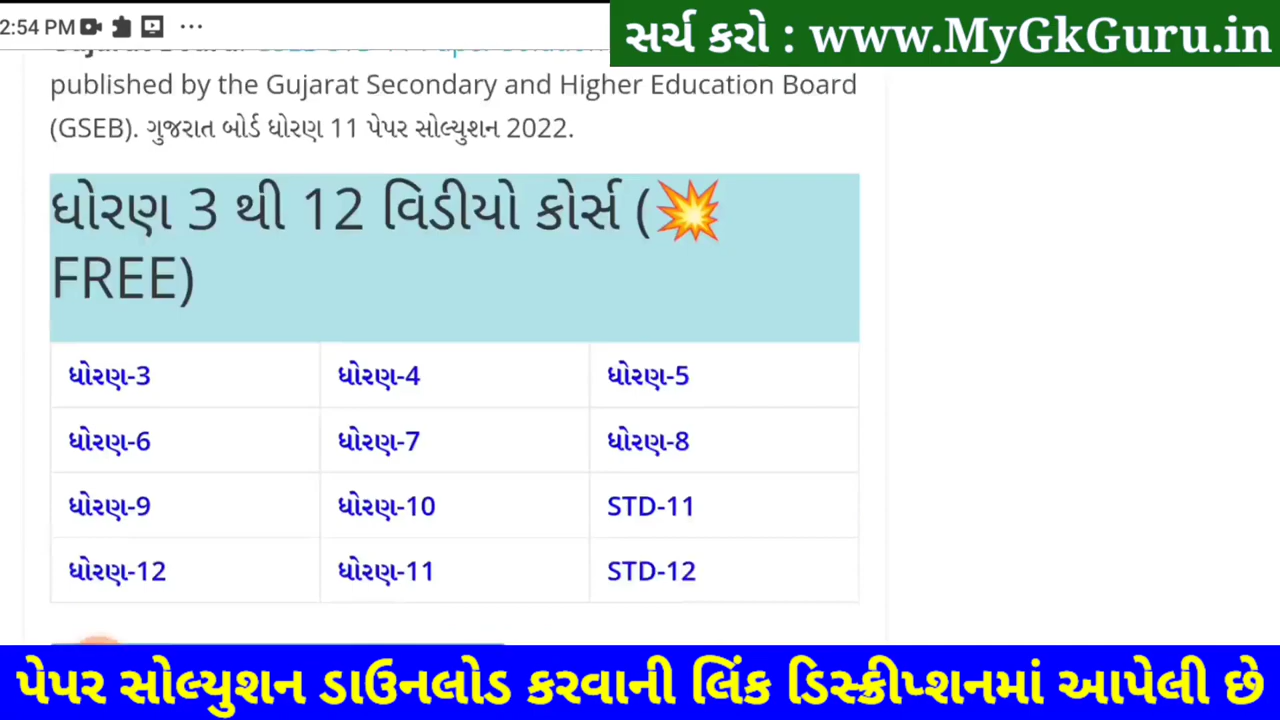 2:54 PM
સર્ચ કરો : www.MyGkGuru.in
published by the Gujarat Secondary and Higher Education Board
(GSEB). ગુજરાત બોર્ડ ધોરણ 11 પેપર સોલ્યુશન 2022.
ધોરણ 3 થી 12 વિડીયો કોર્સ (💥
FREE)
ધોરણ-3 ધોરણ-4 ધોરણ-5
ધોરણ-6 ધોરણ-7 ધોરણ-8
ધોરણ-9 ધોરણ-10 STD-11
ધોરણ-12 ધોરણ-11 STD-12
પેપર સોલ્યુશન ડાઉનલોડ કરવાની લિંક ડિસ્ક્રીપ્શનમાં આપેલી છે